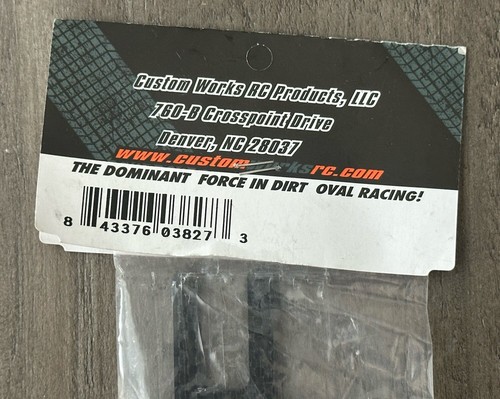 Custom Works RC Products, LLC
760-B Crosspoint Drive
Denver, NC 28037
www.customworksrc.com
THE DOMINANT FORCE IN DIRT OVAL RACING!
8 43376 03827 3